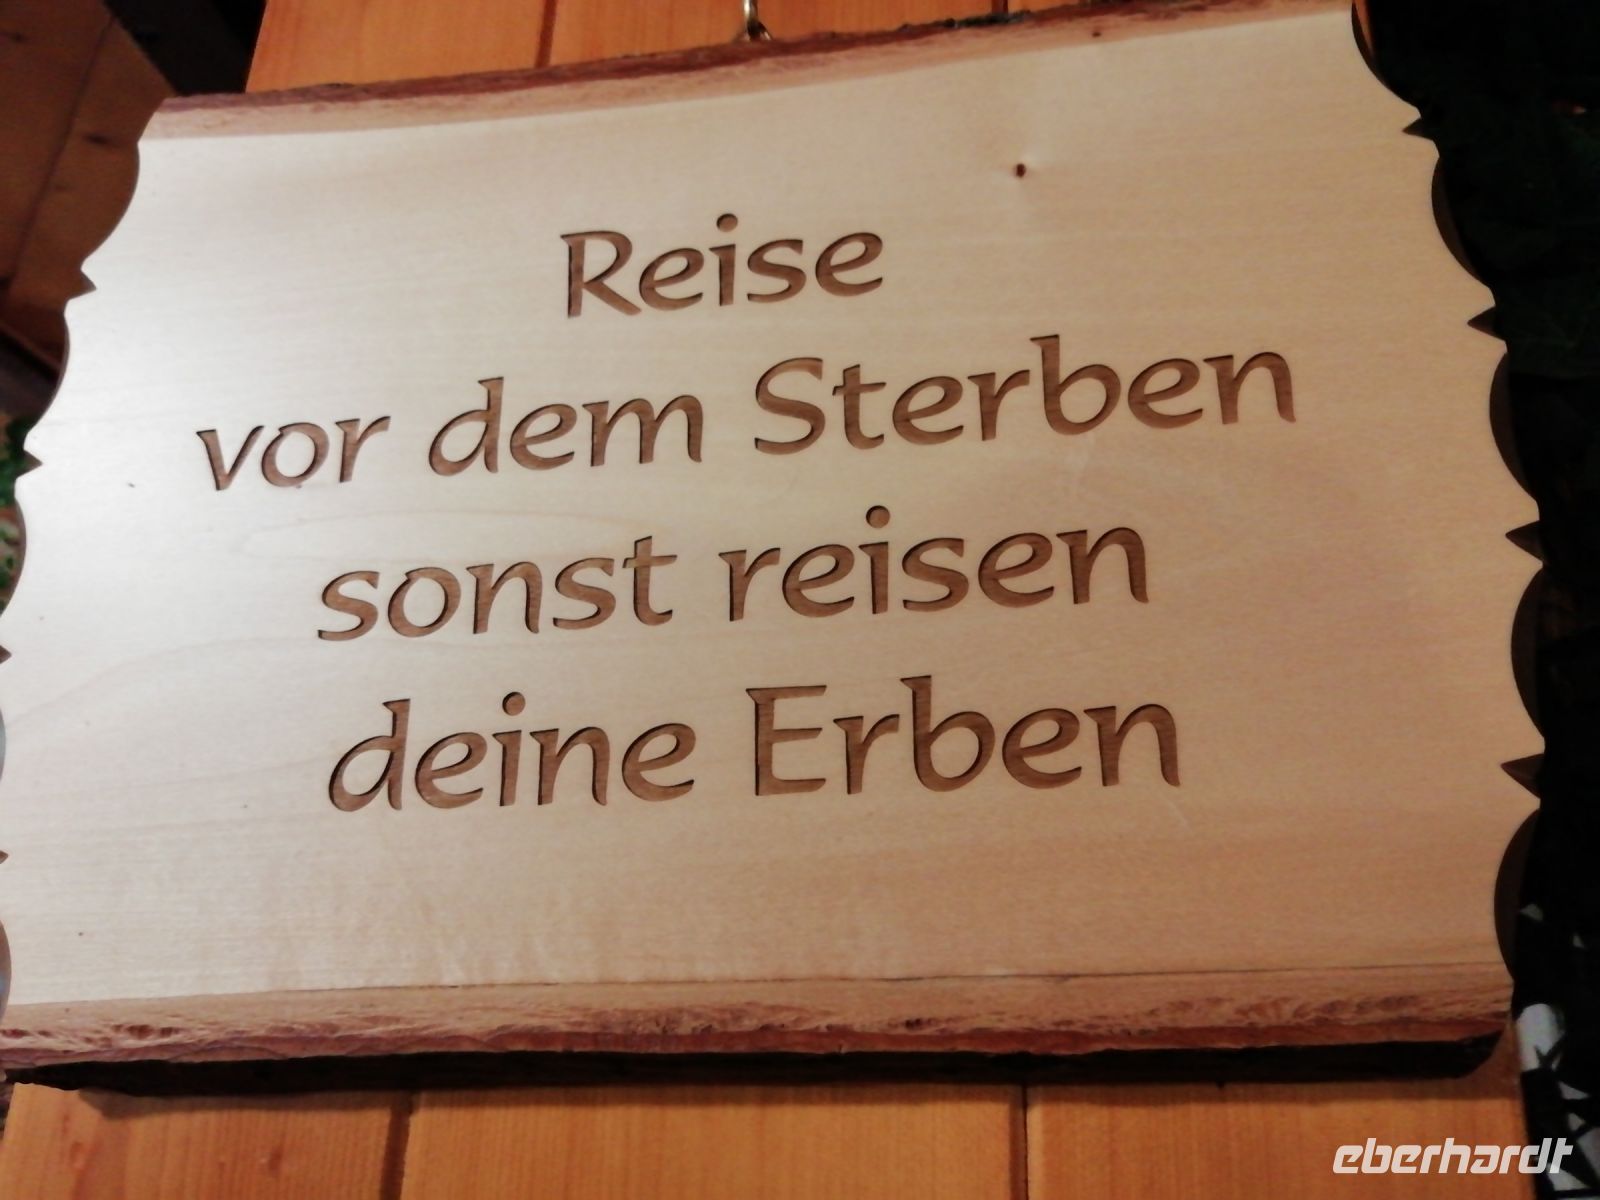 Reise
vor dem Sterben
sonst reisen
deine Erben
eberhardt